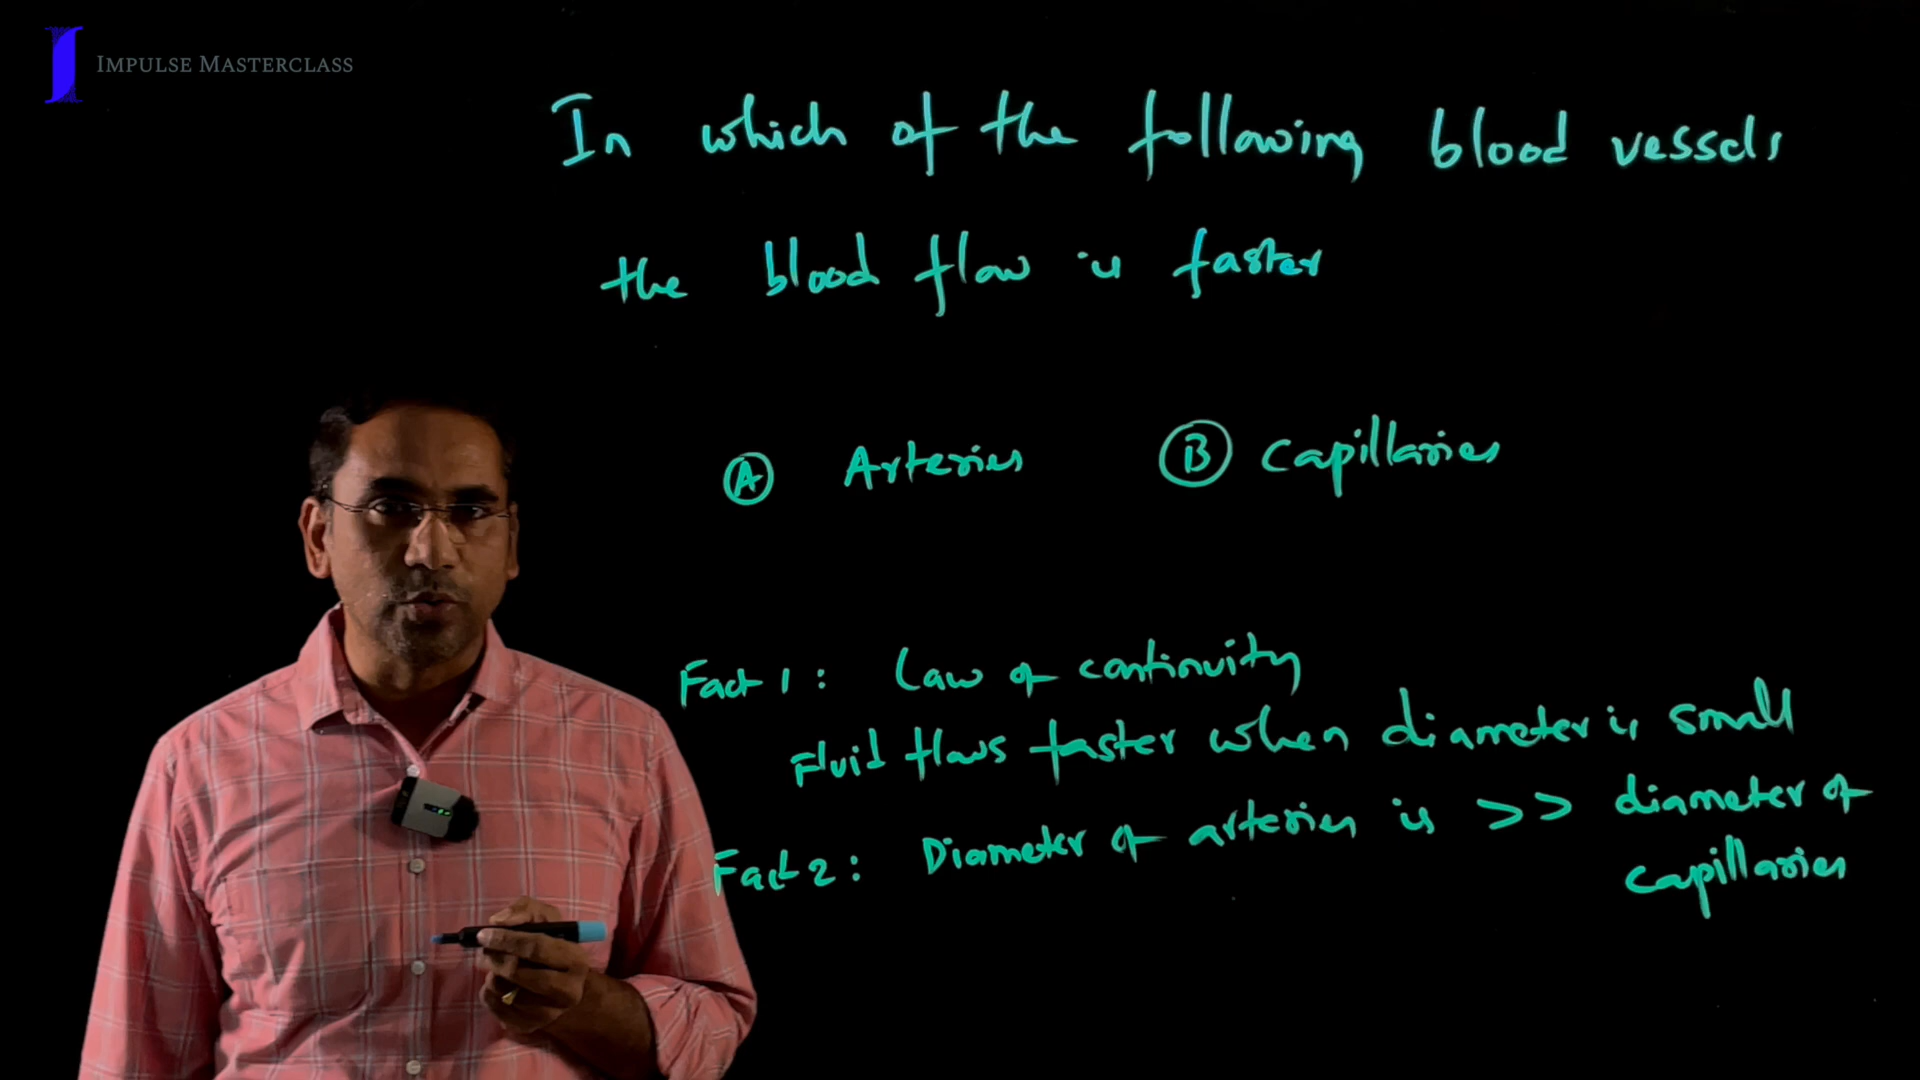 IMPULSE MASTERCLASS
In which of the following blood vessels
the blood flow is faster
A Arteries B Capillaries
Fact 1 : Law of continuity
Fluid flows faster when diameter is small
Fact 2 : Diameter of arteries is >> diameter of
capillaries